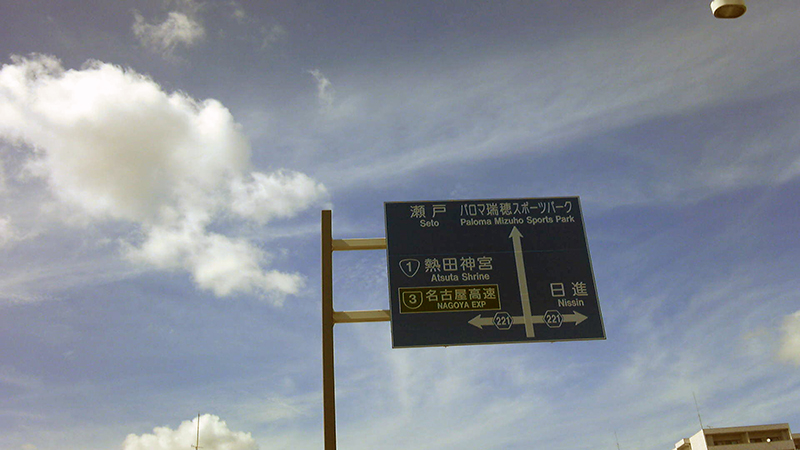 瀬戸 パロマ瑞穂スポーツパーク
Seto Paloma Mizuho Sports Park
1 熱田神宮
Atsuta Shrine
3 名古屋高速
NAGOYA EXP
日進
Nissin
221 221